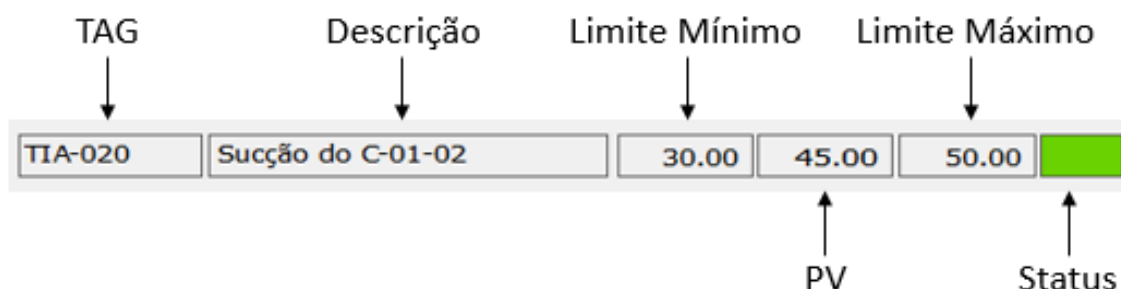 TAG Descrição Limite Mínimo Limite Máximo
TIA-020 Sucção do C-01-02 30.00 45.00 50.00
PV Status